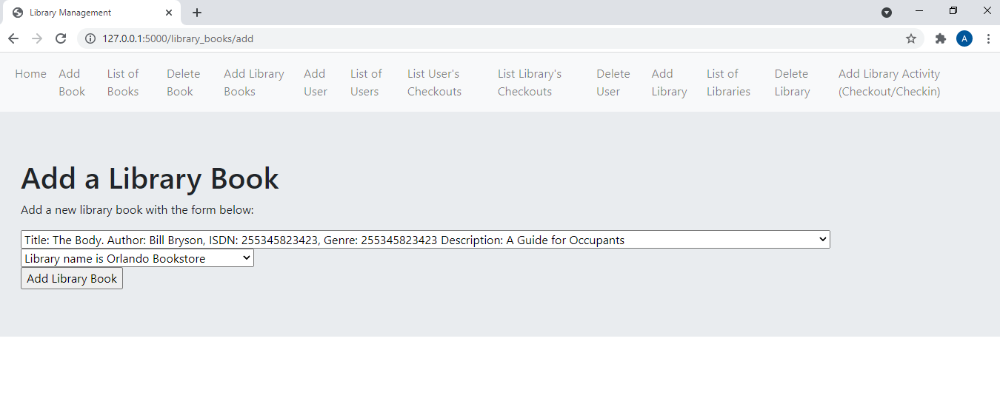 Library Management
127.0.0.1:5000/library_books/add
A
Home Add Book List of Books Delete Book Add Library Books Add User List of Users List User's Checkouts List Library's Checkouts Delete User Add Library List of Libraries Delete Library Add Library Activity (Checkout/Checkin)
Add a Library Book
Add a new library book with the form below:
Title: The Body. Author: Bill Bryson, ISDN: 255345823423, Genre: 255345823423 Description: A Guide for Occupants
Library name is Orlando Bookstore
Add Library Book